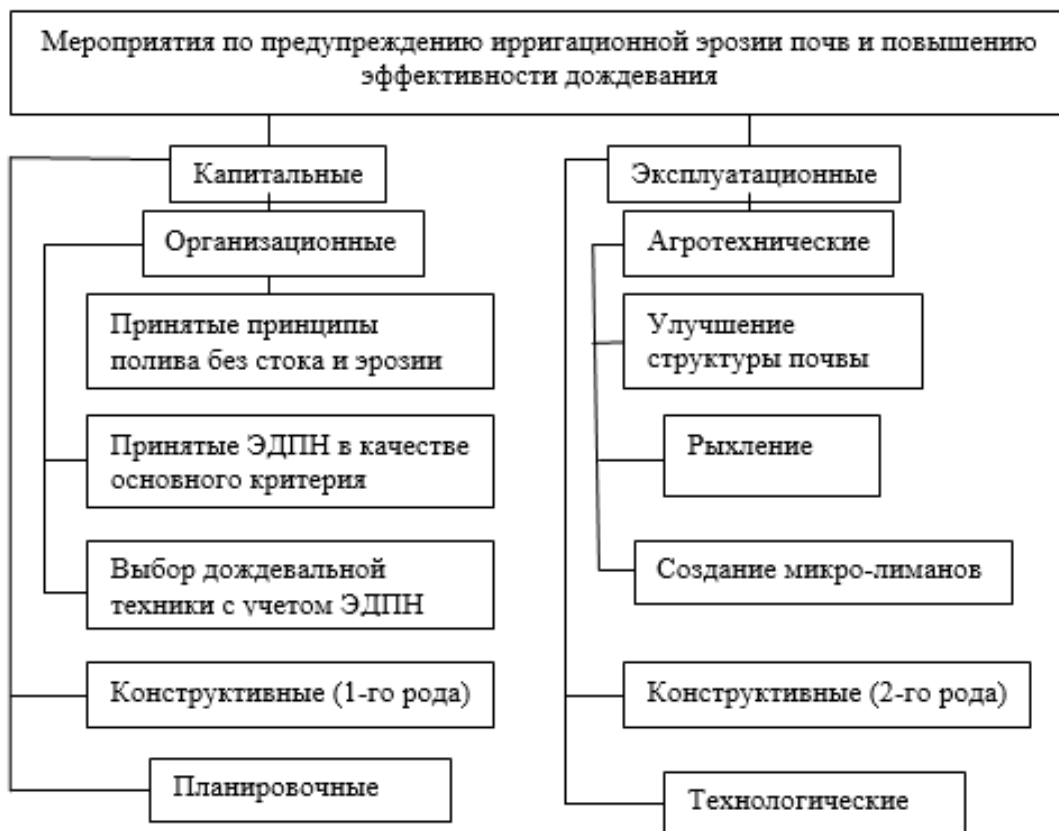 Мероприятия по предупреждению ирригационной эрозии почв и повышению
эффективности дождевания
Капитальные
Организационные
Принятые принципы
полива без стока и эрозии
Принятые ЭДПН в качестве
основного критерия
Выбор дождевальной
техники с учетом ЭДПН
Конструктивные (1-го рода)
Планировочные
Эксплуатационные
Агротехнические
Улучшение
структуры почвы
Рыхление
Создание микро-лиманов
Конструктивные (2-го рода)
Технологические